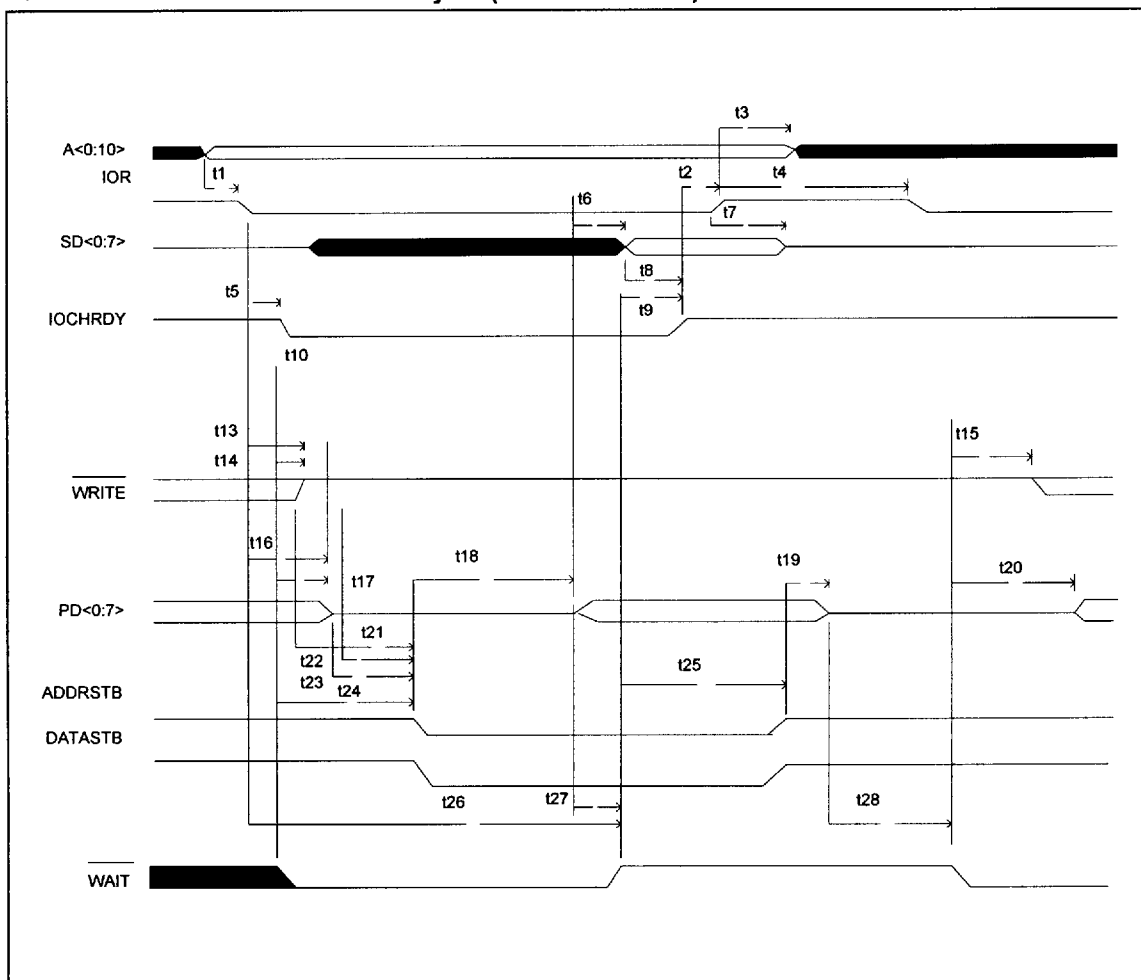 t3
A<0:10>
t1
t2
t4
IOR
t6
t7
SD<0:7>
t8
t5
t9
IOCHRDY
t10
t13
t15
t14
WRITE
t16
t18
t19
t20
t17
PD<0:7>
t21
t22
t25
t23
t24
ADDRSTB
DATASTB
t26
t27
t28
WAIT